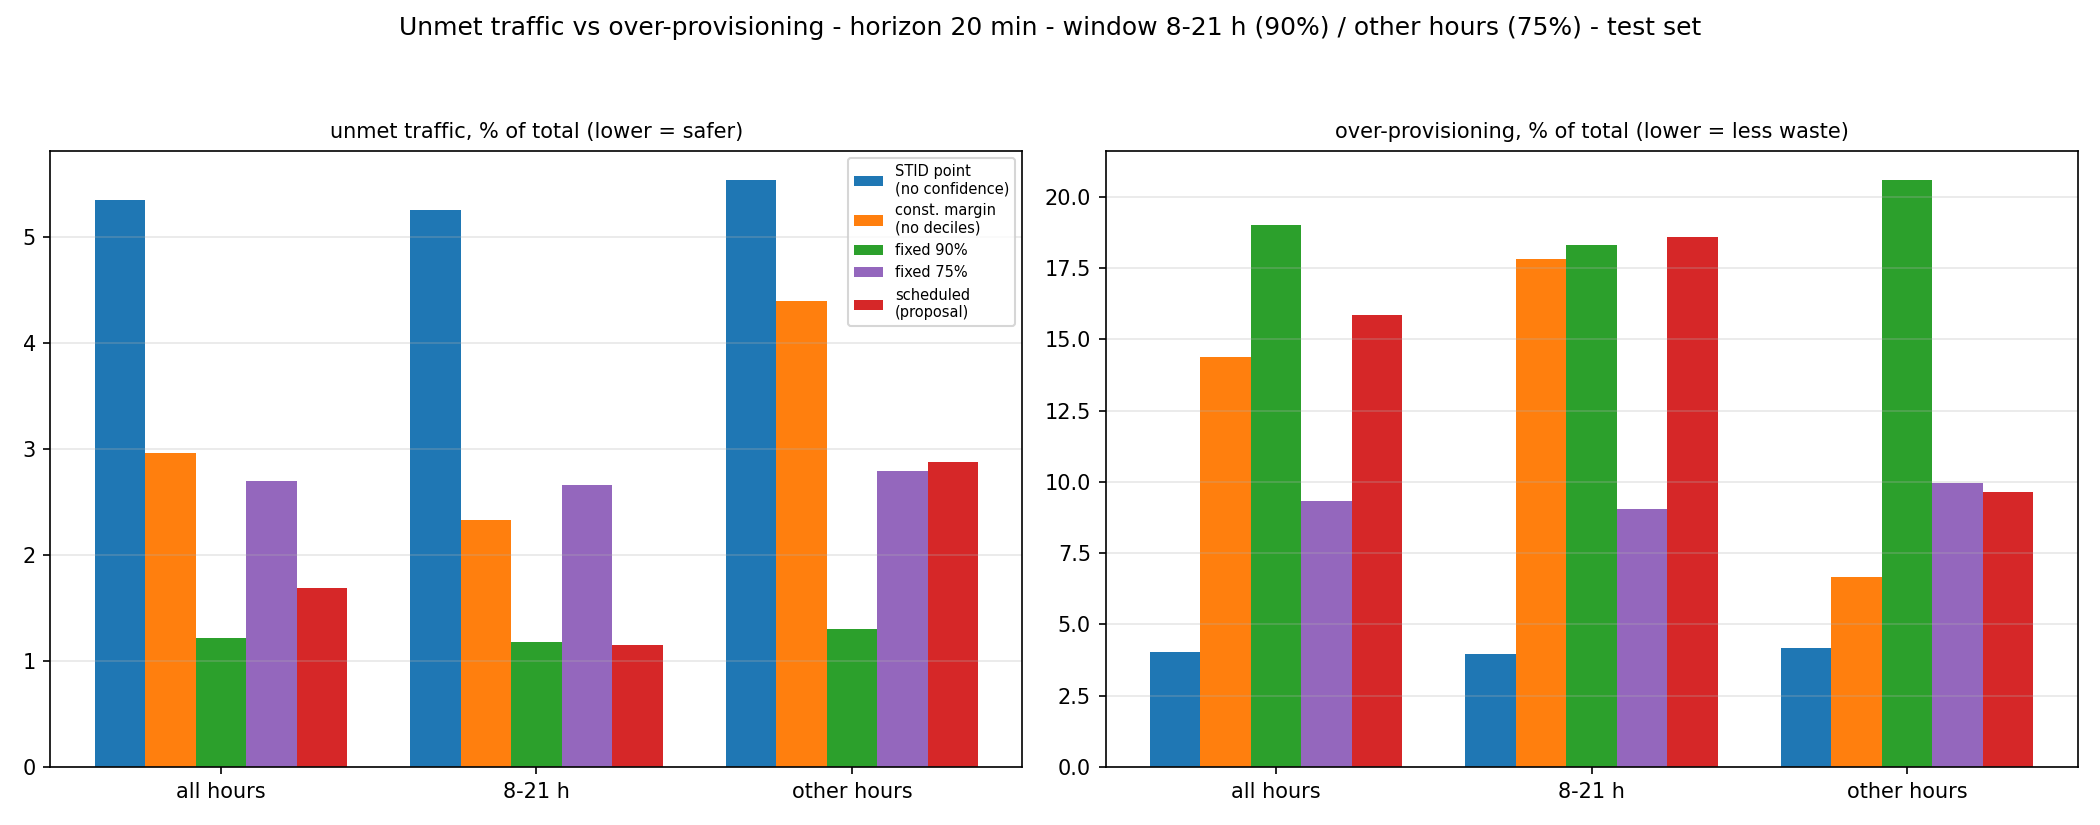 Unmet traffic vs over-provisioning - horizon 20 min - window 8-21 h (90%) / other hours (75%) - test set
unmet traffic, % of total (lower = safer)
5
4
3
2
1
0
all hours
8-21 h
other hours
STID point
(no confidence)
const. margin
(no deciles)
fixed 90%
fixed 75%
scheduled
(proposal)
over-provisioning, % of total (lower = less waste)
20.0
17.5
15.0
12.5
10.0
7.5
5.0
2.5
0.0
all hours
8-21 h
other hours